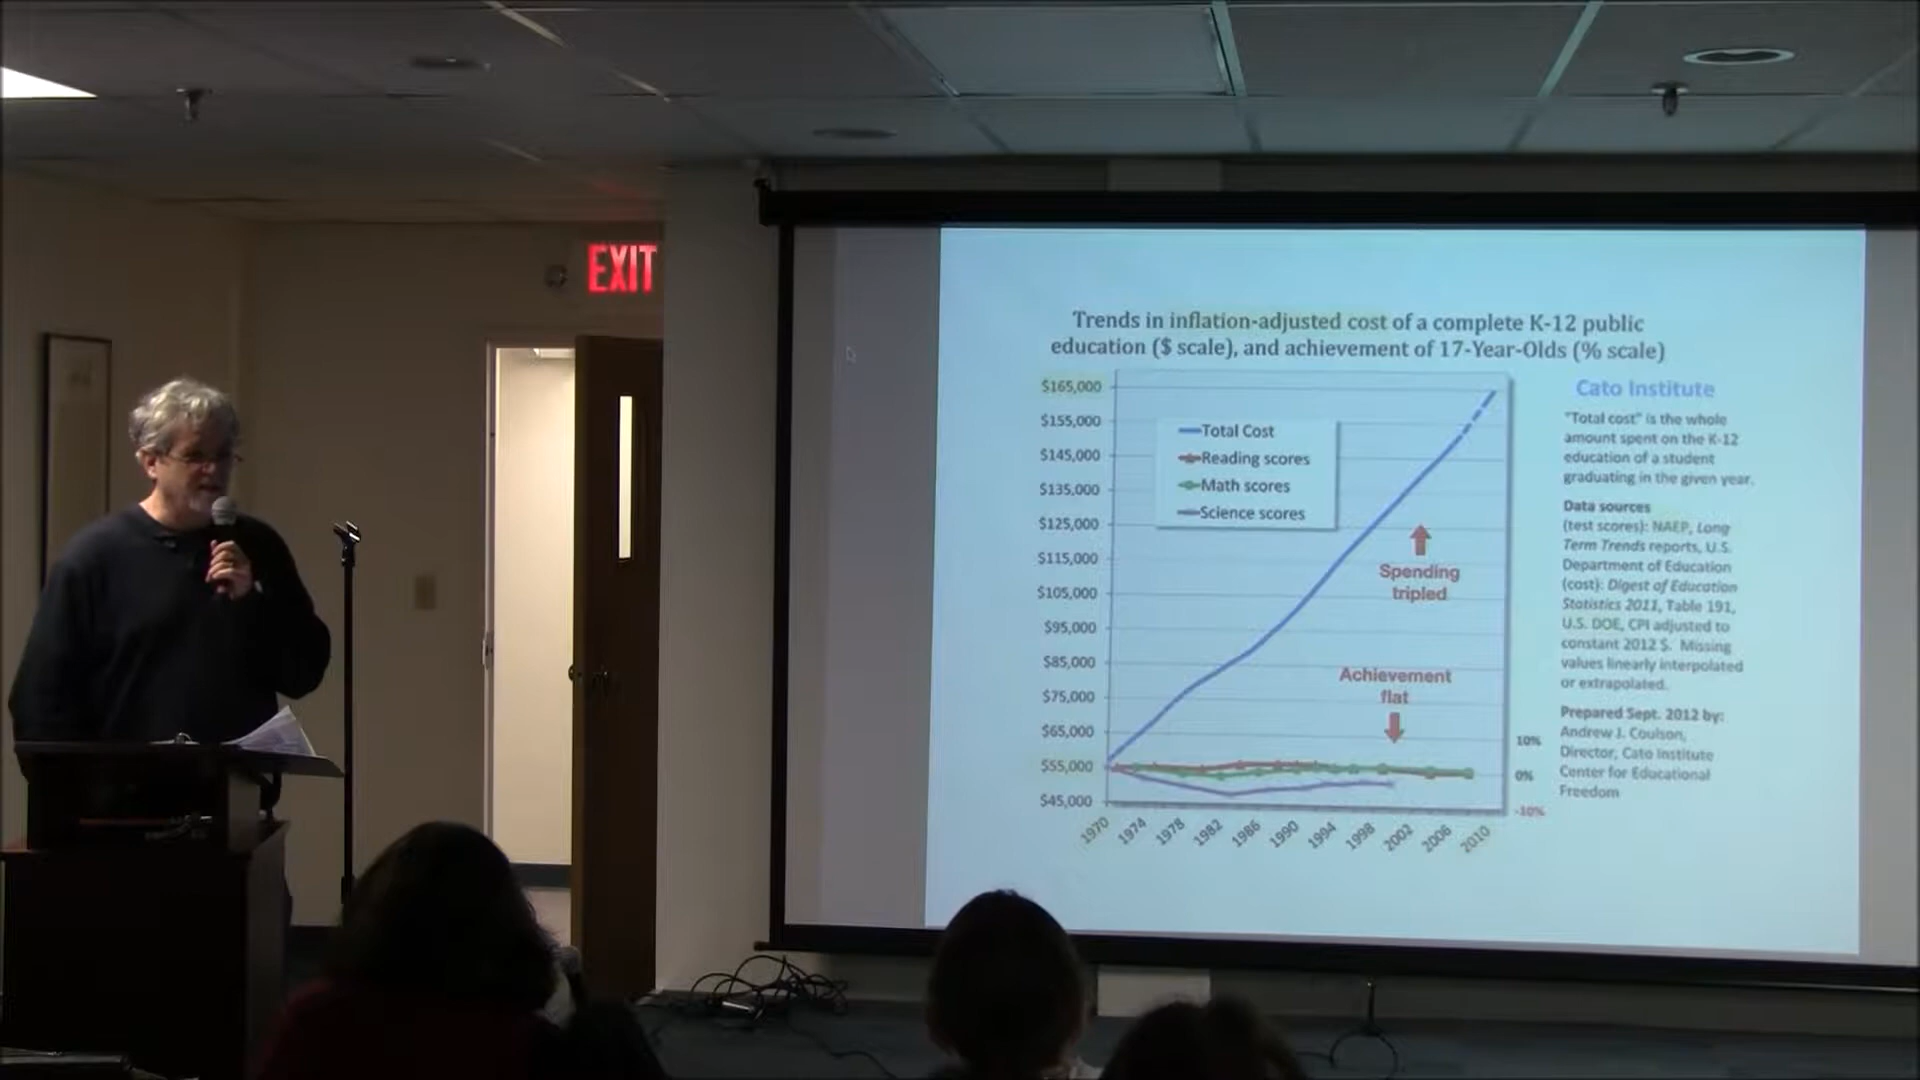 EXIT
Trends in inflation-adjusted cost of a complete K-12 public
education ($ scale), and achievement of 17-Year-Olds (% scale)
$165,000
$155,000
$145,000
$135,000
$125,000
$115,000
$105,000
$95,000
$85,000
$75,000
$65,000
$55,000
$45,000
Total Cost
Reading scores
Math scores
Science scores
Spending
tripled
Achievement
flat
10%
0%
-10%
1970 1974 1978 1982 1986 1990 1994 1998 2002 2006 2010
Cato Institute
"Total cost" is the whole
amount spent on the K-12
education of a student
graduating in the given year.
Data sources
(test scores): NAEP, Long
Term Trends reports, U.S.
Department of Education
(cost): Digest of Education
Statistics 2011, Table 191,
U.S. DOE, CPI adjusted to
constant 2012 $. Missing
values linearly interpolated
or extrapolated.
Prepared Sept. 2012 by:
Andrew J. Coulson,
Director, Cato Institute
Center for Educational
Freedom